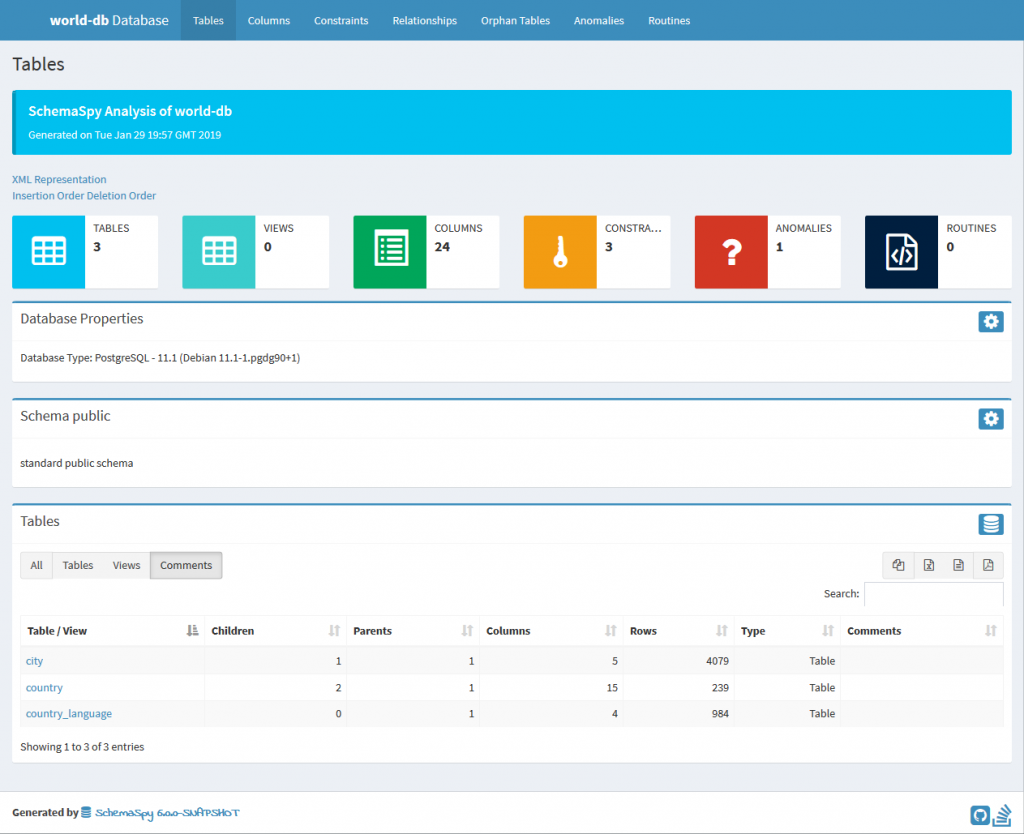 world-db Database Tables Columns Constraints Relationships Orphan Tables Anomalies Routines
Tables
SchemaSpy Analysis of world-db
Generated on Tue Jan 29 19:57 GMT 2019
XML Representation
Insertion Order Deletion Order
TABLES
3
VIEWS
0
COLUMNS
24
CONSTRA...
3
ANOMALIES
1
ROUTINES
0
Database Properties
Database Type: PostgreSQL - 11.1 (Debian 11.1-1.pgdg90+1)
Schema public
standard public schema
Tables
All Tables Views Comments
Search:
Table / View Children Parents Columns Rows Type Comments
city 1 1 5 4079 Table
country 2 1 15 239 Table
country_language 0 1 4 984 Table
Showing 1 to 3 of 3 entries
Generated by SchemaSpy 6.0.0-SNAPSHOT